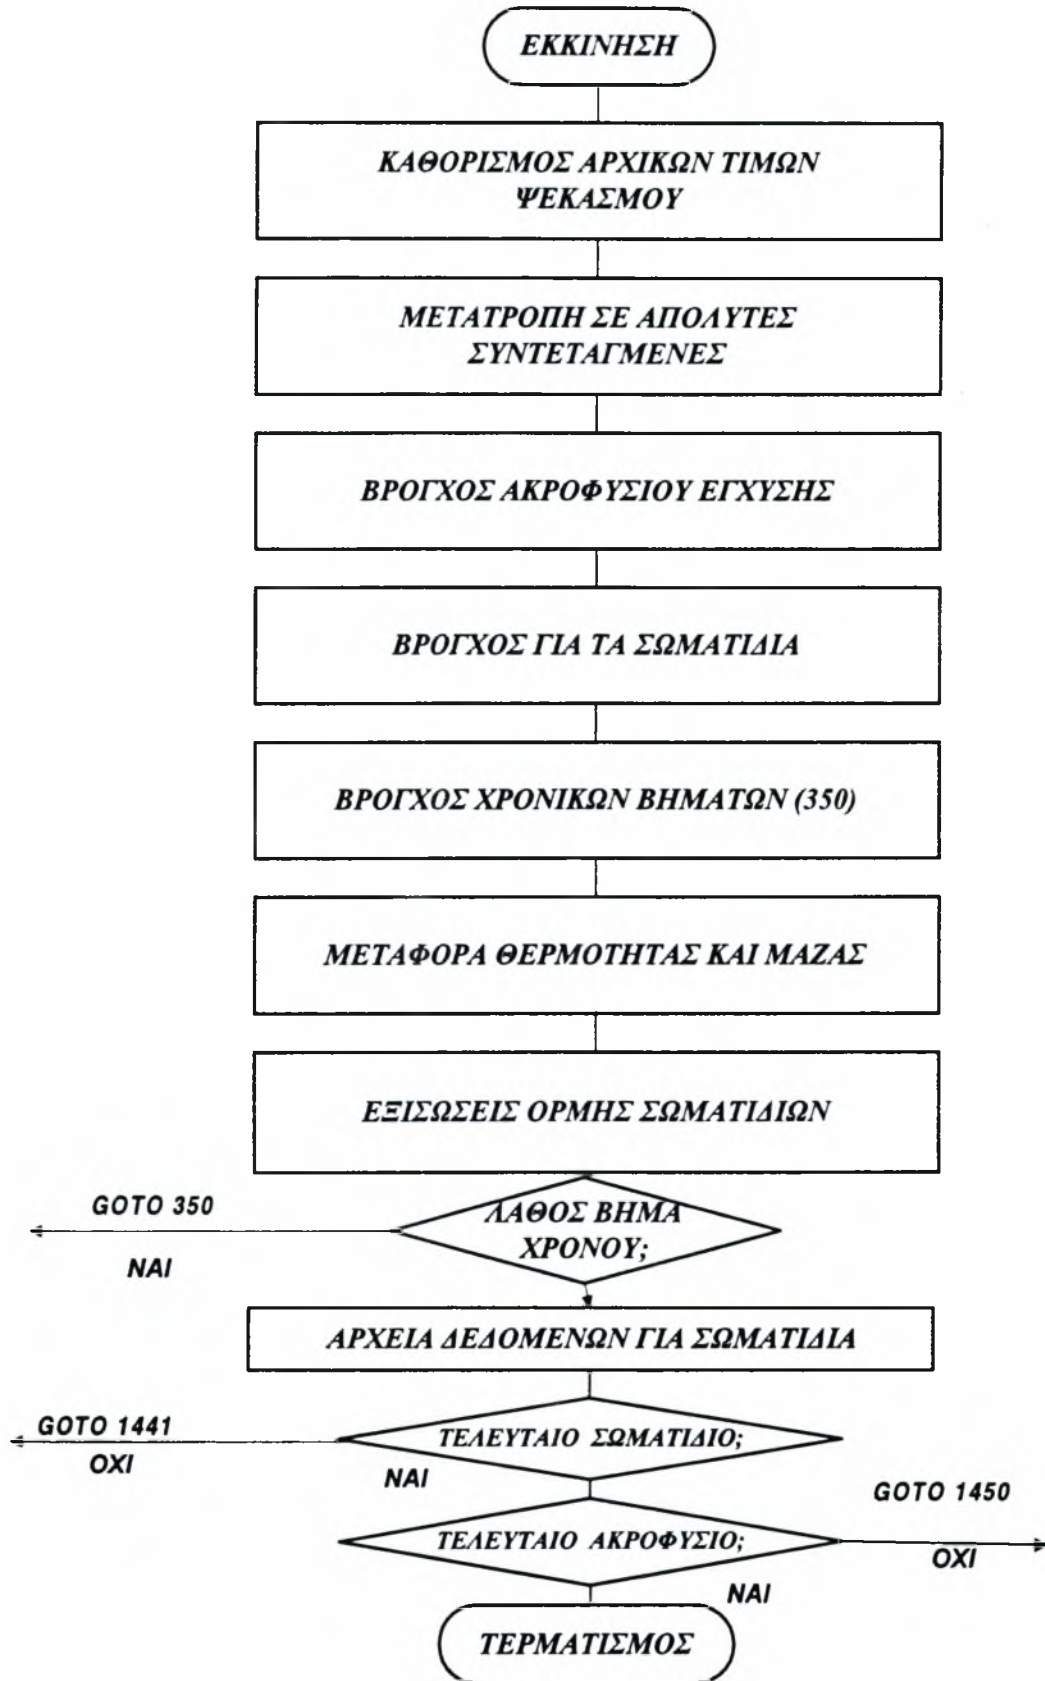 ΕΚΚΙΝΗΣΗ
ΚΑΘΟΡΙΣΜΟΣ ΑΡΧΙΚΩΝ ΤΙΜΩΝ
ΨΕΚΑΣΜΟΥ
ΜΕΤΑΤΡΟΠΗ ΣΕ ΑΠΟΛΥΤΕΣ
ΣΥΝΤΕΤΑΓΜΕΝΕΣ
ΒΡΟΓΧΟΣ ΑΚΡΟΦΥΣΙΟΥ ΕΓΧΥΣΗΣ
ΒΡΟΓΧΟΣ ΓΙΑ ΤΑ ΣΩΜΑΤΙΔΙΑ
ΒΡΟΓΧΟΣ ΧΡΟΝΙΚΩΝ ΒΗΜΑΤΩΝ (350)
ΜΕΤΑΦΟΡΑ ΘΕΡΜΟΤΗΤΑΣ ΚΑΙ ΜΑΖΑΣ
ΕΞΙΣΩΣΕΙΣ ΟΡΜΗΣ ΣΩΜΑΤΙΔΙΩΝ
GOTO 350
ΛΑΘΟΣ ΒΗΜΑ
ΧΡΟΝΟΥ;
ΝΑΙ
ΑΡΧΕΙΑ ΔΕΔΟΜΕΝΩΝ ΓΙΑ ΣΩΜΑΤΙΔΙΑ
GOTO 1441
ΤΕΛΕΥΤΑΙΟ ΣΩΜΑΤΙΔΙΟ;
ΟΧΙ
ΝΑΙ
GOTO 1450
ΤΕΛΕΥΤΑΙΟ ΑΚΡΟΦΥΣΙΟ;
ΟΧΙ
ΝΑΙ
ΤΕΡΜΑΤΙΣΜΟΣ